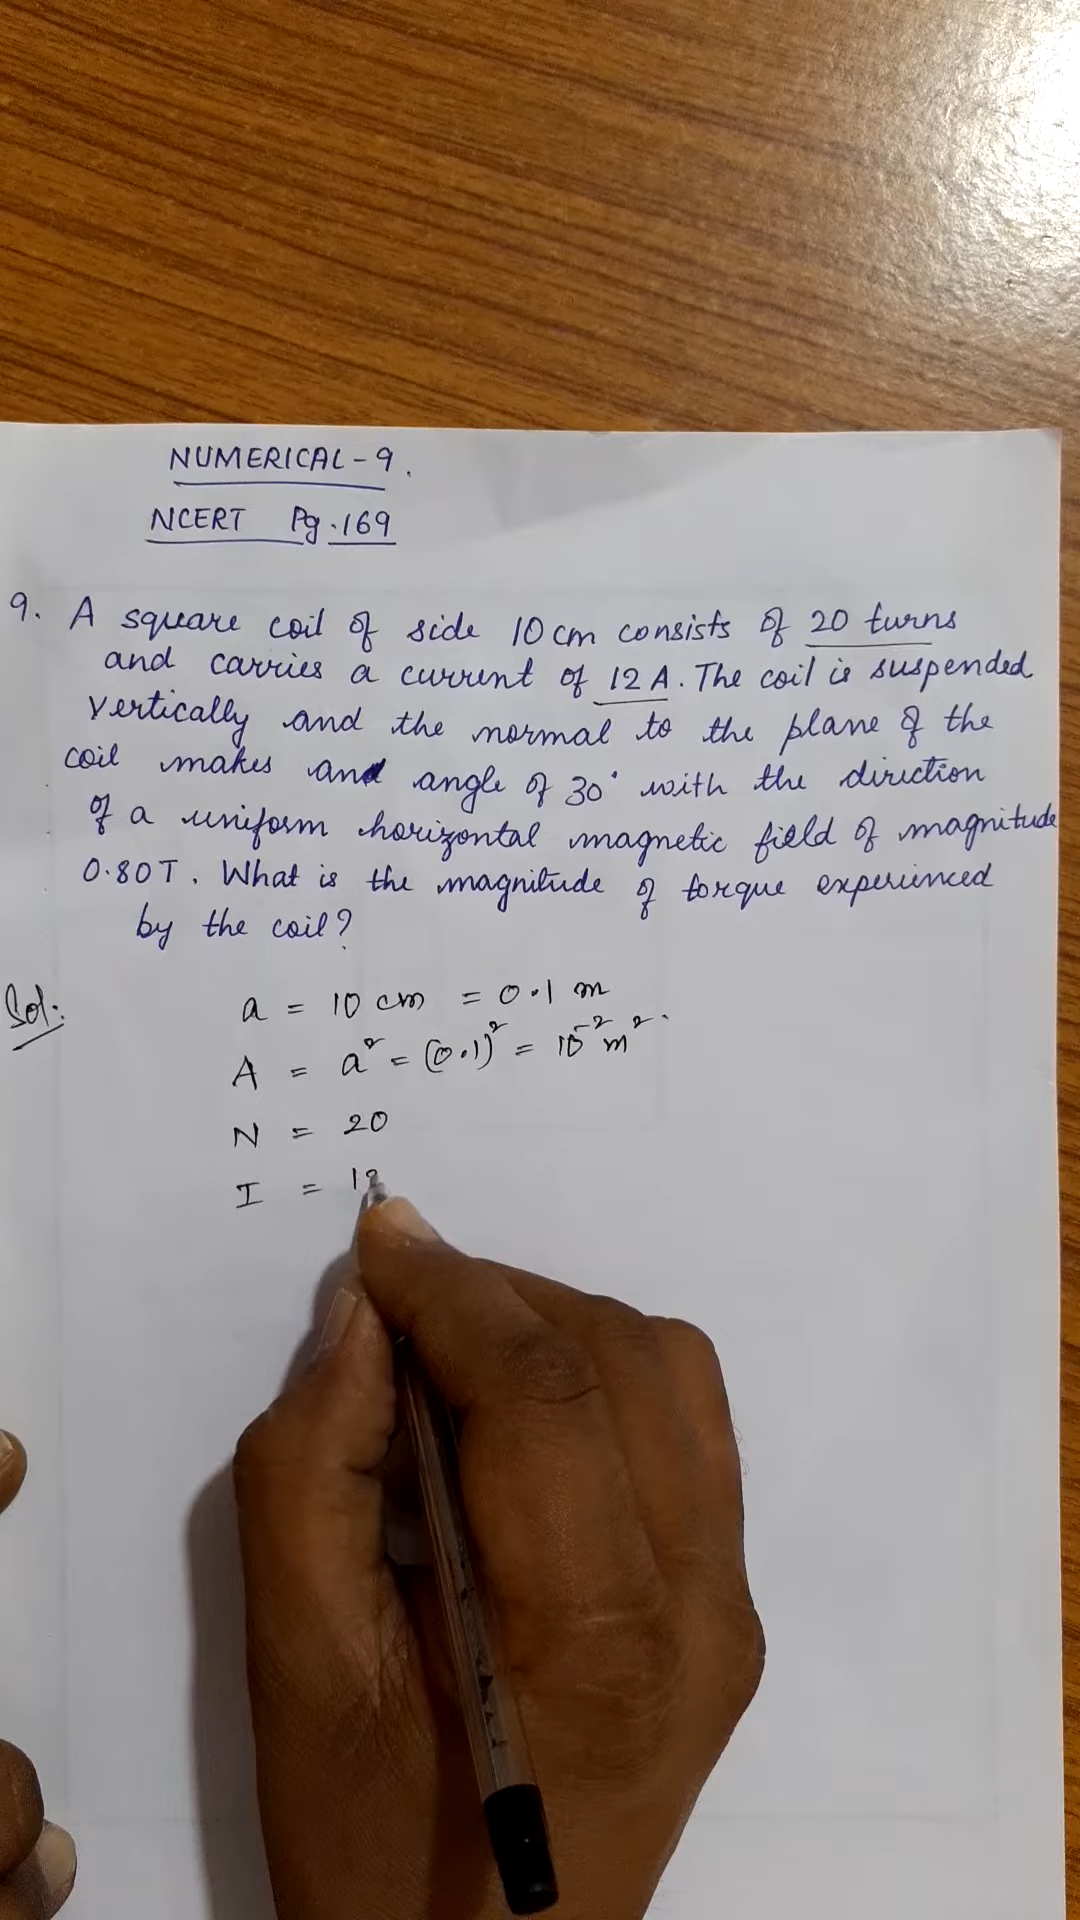 NUMERICAL-9.
NCERT Pg.169
9. A square coil of side 10 cm consists of 20 turns
and carries a current of 12 A. The coil is suspended
vertically and the normal to the plane of the
coil makes and angle of 30° with the direction
of a uniform horizontal magnetic field of magnitude
0.80T. What is the magnitude of torque experienced
by the coil?
Sol:
a = 10 cm = 0.1 m
A = a² = (0.1)² = 10⁻² m².
N = 20
I = 12